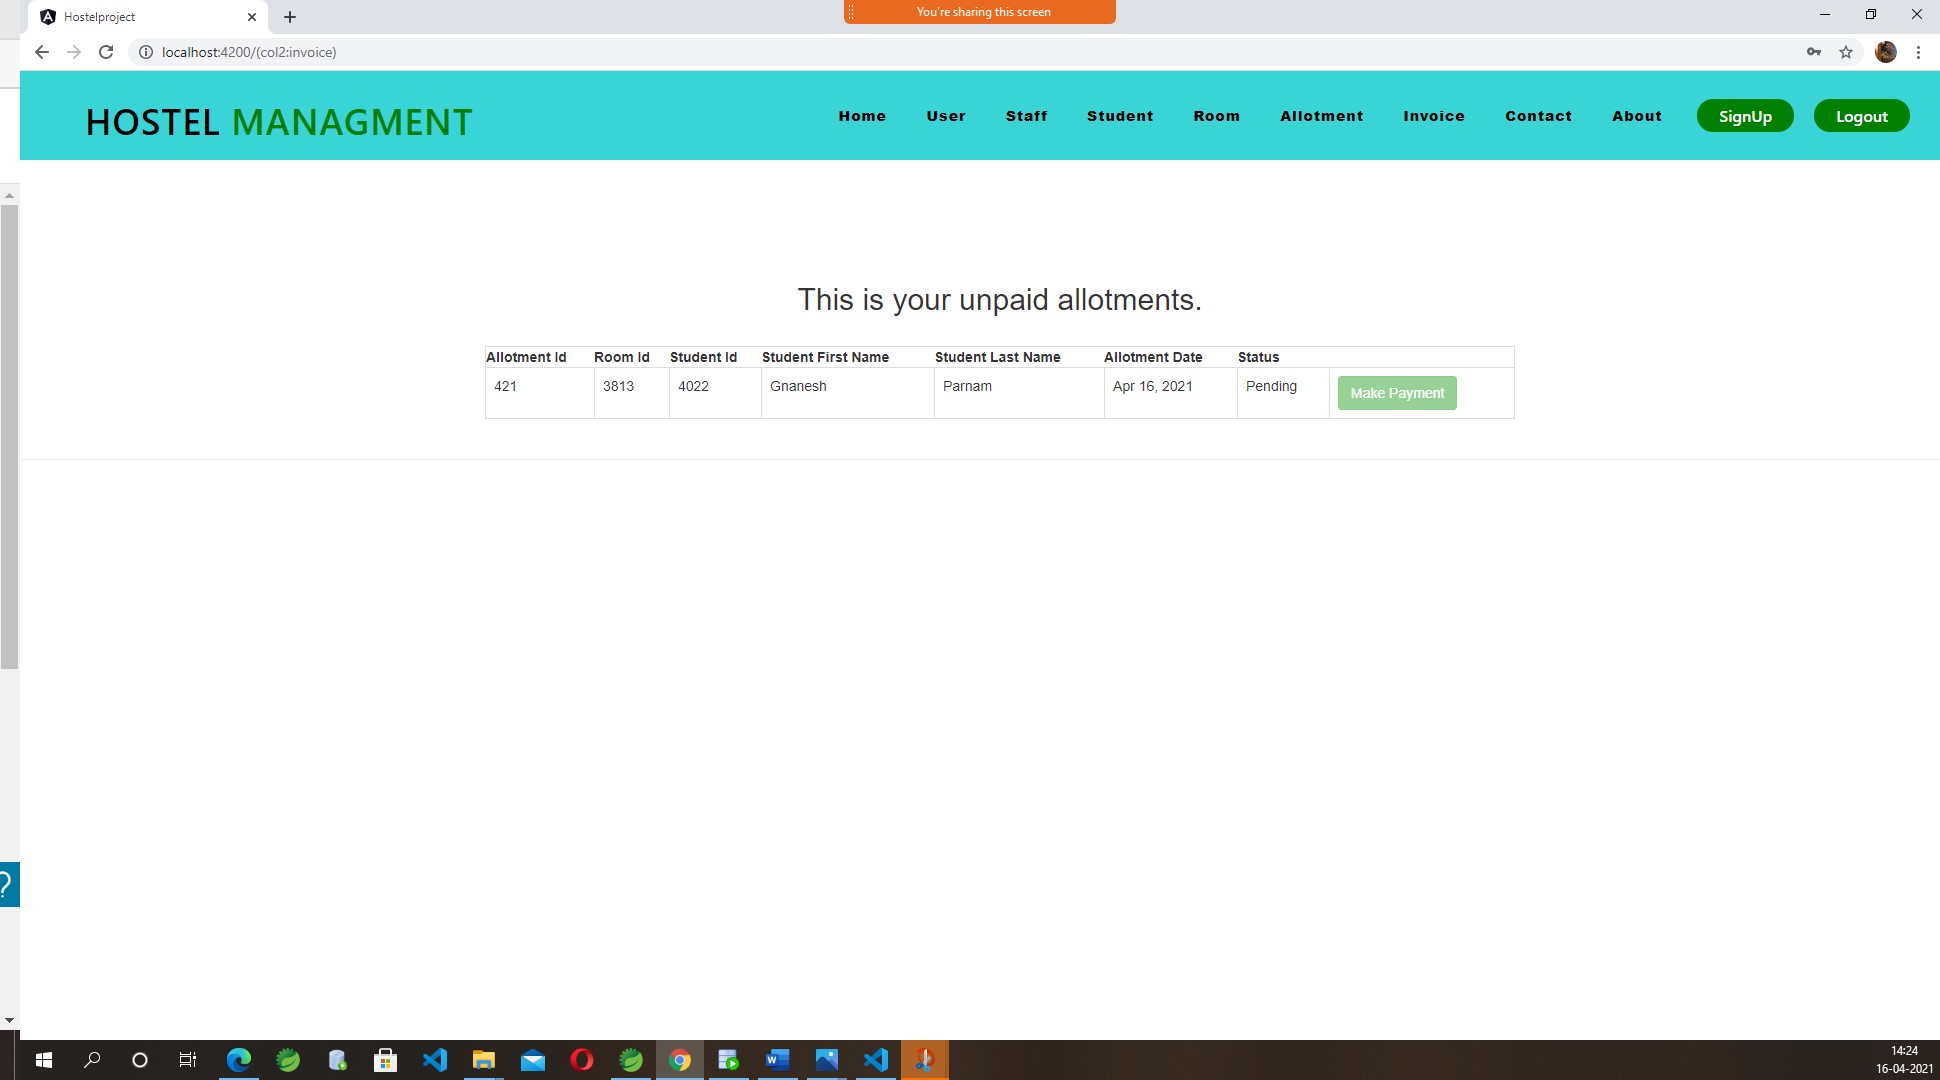 Hostelproject
You're sharing this screen
localhost:4200/(col2:invoice)
HOSTEL MANAGMENT
Home User Staff Student Room Allotment Invoice Contact About SignUp Logout
This is your unpaid allotments.
Allotment Id Room Id Student Id Student First Name Student Last Name Allotment Date Status
421 3813 4022 Gnanesh Parnam Apr 16, 2021 Pending Make Payment
?
14:24
16-04-2021